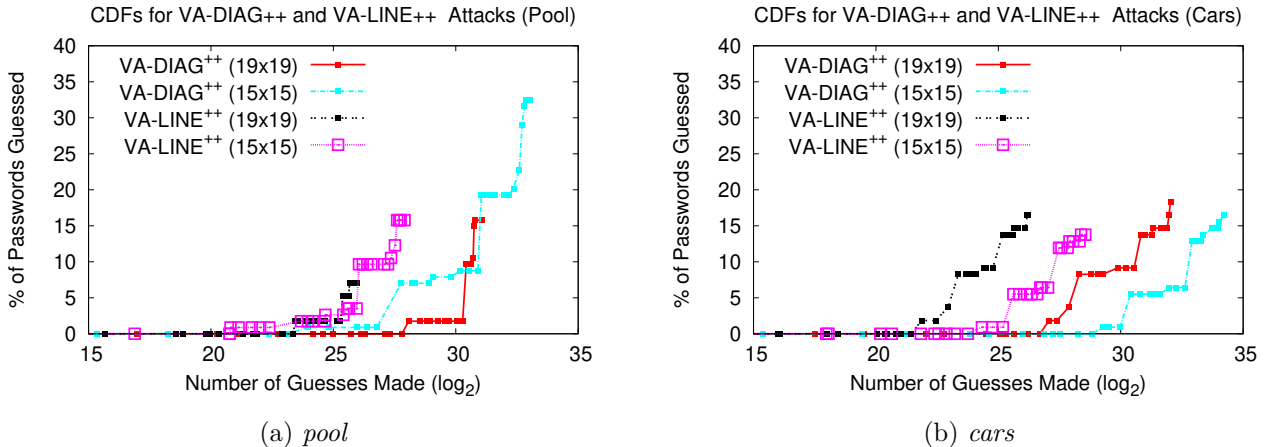 CDFs for VA-DIAG++ and VA-LINE++ Attacks (Pool)
40
35
30
25
20
15
10
5
0
% of Passwords Guessed
VA-DIAG++ (19x19)
VA-DIAG++ (15x15)
VA-LINE++ (19x19)
VA-LINE++ (15x15)
15 20 25 30 35
Number of Guesses Made (log2)
(a) pool
CDFs for VA-DIAG++ and VA-LINE++ Attacks (Cars)
40
35
30
25
20
15
10
5
0
% of Passwords Guessed
VA-DIAG++ (19x19)
VA-DIAG++ (15x15)
VA-LINE++ (19x19)
VA-LINE++ (15x15)
15 20 25 30 35
Number of Guesses Made (log2)
(b) cars